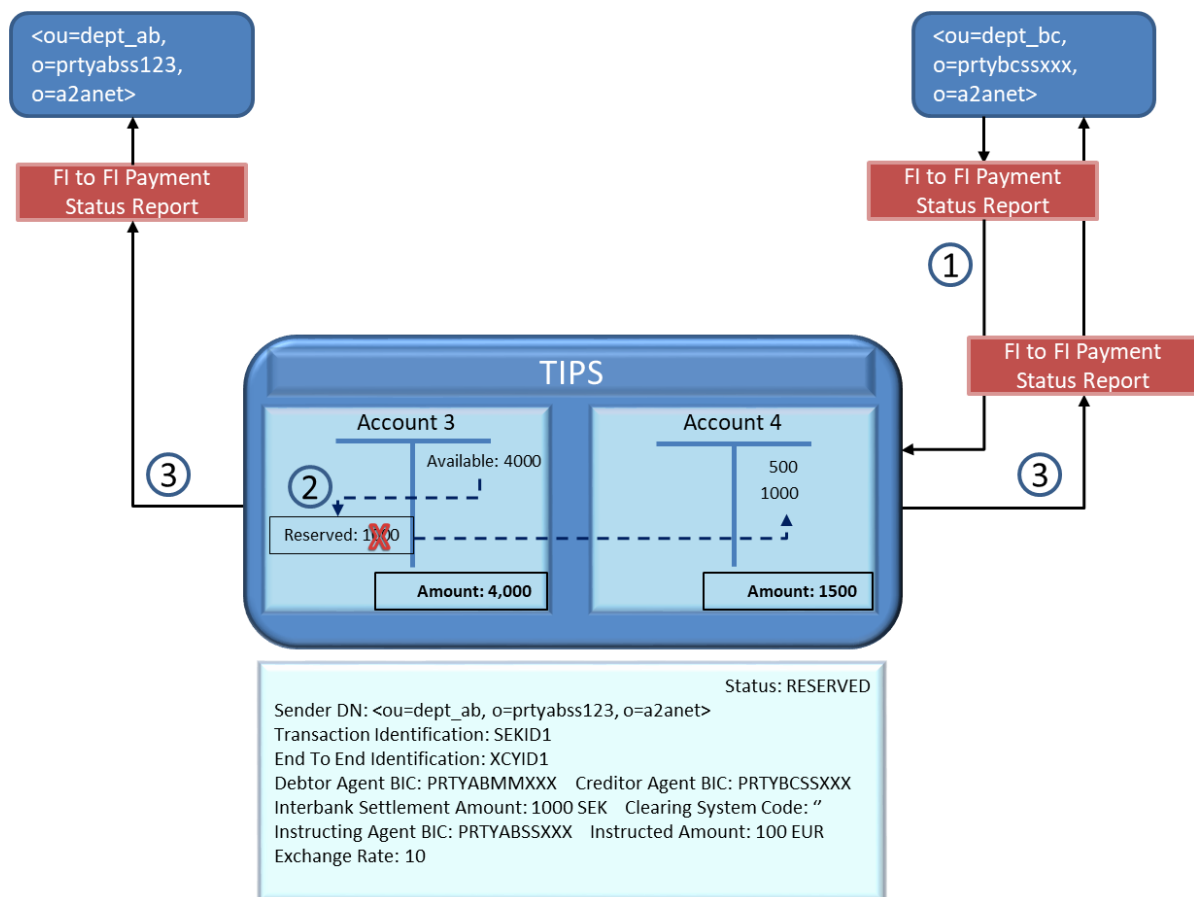 <ou=dept_ab,
o=prtyabss123,
o=a2anet>
<ou=dept_bc,
o=prtybcssxxx,
o=a2anet>
FI to FI Payment
Status Report
FI to FI Payment
Status Report
1
FI to FI Payment
Status Report
TIPS
Account 3
Available: 4000
2
Reserved: 1000
X
Amount: 4,000
Account 4
500
1000
Amount: 1500
3
3
Status: RESERVED
Sender DN: <ou=dept_ab, o=prtyabss123, o=a2anet>
Transaction Identification: SEKID1
End To End Identification: XCYID1
Debtor Agent BIC: PRTYABMMXXX Creditor Agent BIC: PRTYBCSSXXX
Interbank Settlement Amount: 1000 SEK Clearing System Code: ‘’
Instructing Agent BIC: PRTYABSSXXX Instructed Amount: 100 EUR
Exchange Rate: 10